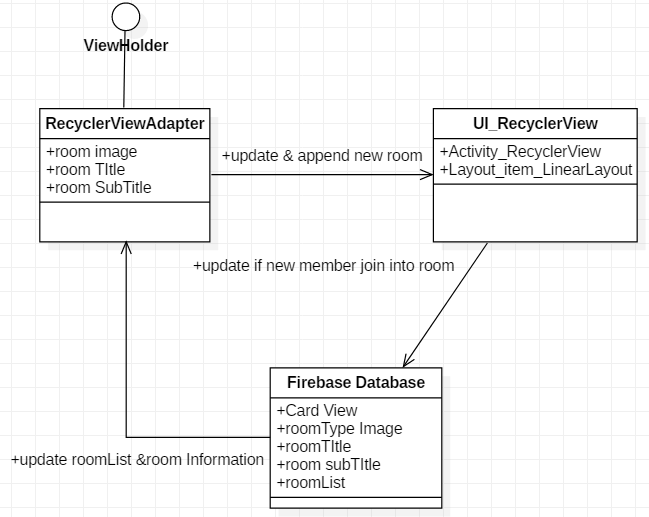 ViewHolder
RecyclerViewAdapter
+room image
+room TItle
+room SubTitle
+update & append new room
UI_RecyclerView
+Activity_RecyclerView
+Layout_item_LinearLayout
+update if new member join into room
Firebase Database
+Card View
+roomType Image
+roomTItle
+room subTItle
+roomList
+update roomList &room Information